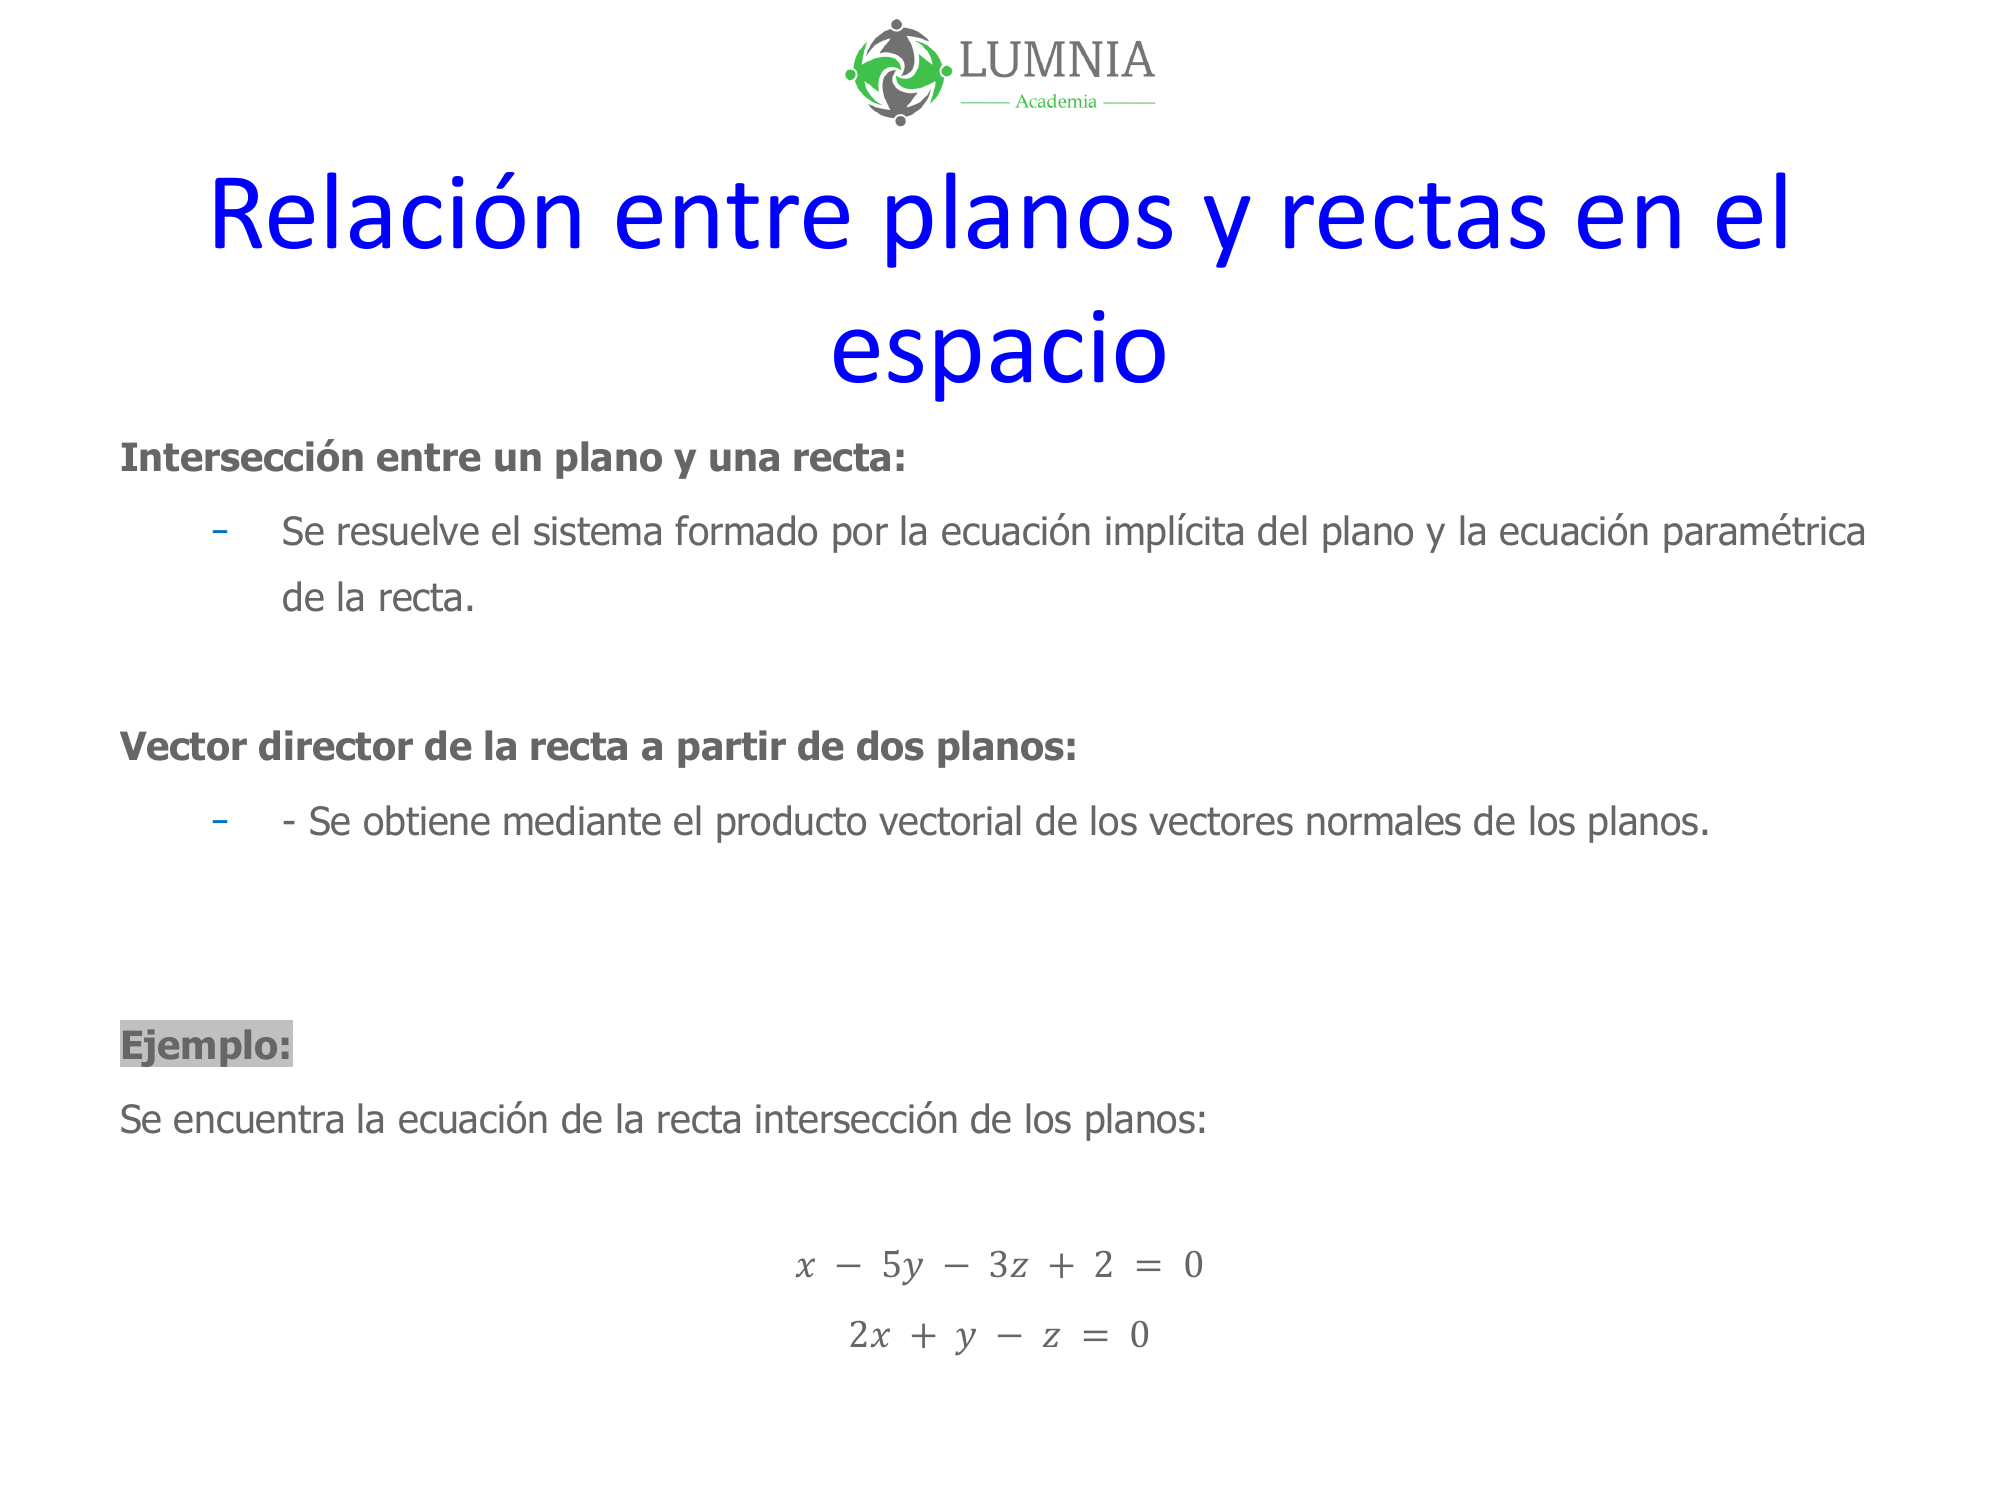 LUMNIA
Academia
Relación entre planos y rectas en el
espacio
Intersección entre un plano y una recta:
– Se resuelve el sistema formado por la ecuación implícita del plano y la ecuación paramétrica
de la recta.
Vector director de la recta a partir de dos planos:
– - Se obtiene mediante el producto vectorial de los vectores normales de los planos.
Ejemplo:
Se encuentra la ecuación de la recta intersección de los planos:
x − 5y − 3z + 2 = 0
2x + y − z = 0